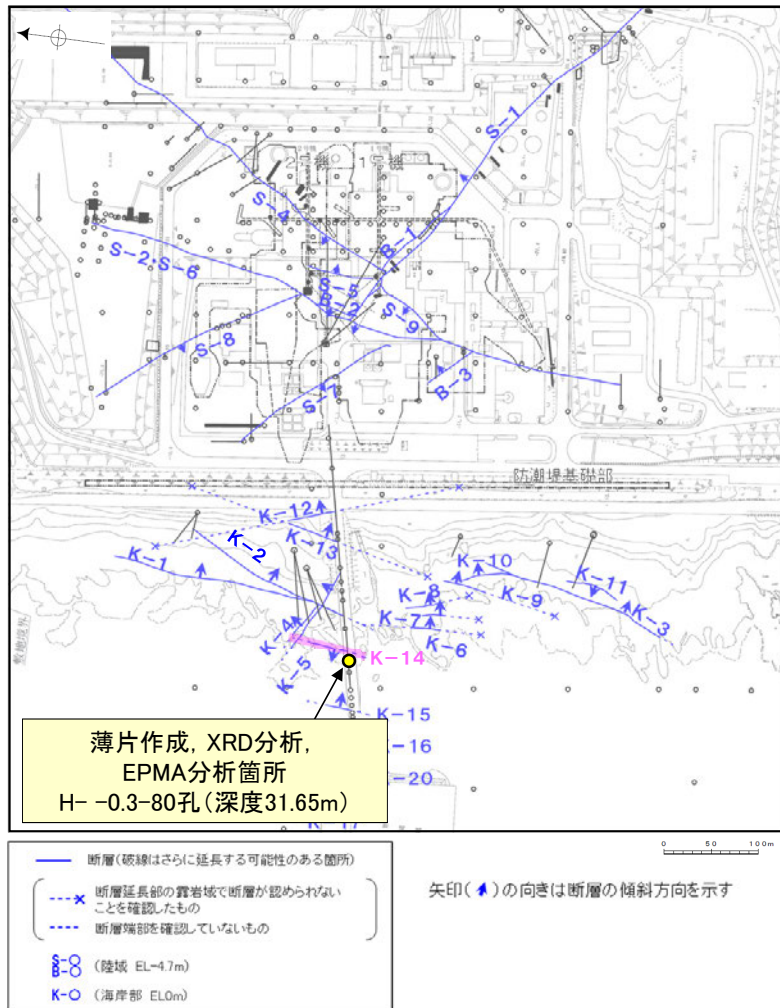 S-1
2号機
1号機
S-4
B-1
S-2・S-6
S-5
B-2
S-9
S-8
B-3
S-7
防潮堤基礎部
K-12
K-2
K-13
K-1
K-10
K-11
K-8
K-9
K-3
K-7
K-4
K-6
K-14
K-5
K-15
薄片作成, XRD分析,
EPMA分析箇所
H- -0.3-80孔(深度31.65m)
K-16
K-20
K-17
敷地境界
0 50 100m
断層(破線はさらに延長する可能性のある箇所)
断層延長部の露岩域で断層が認められない
ことを確認したもの
断層端部を確認していないもの
S-○
B-○ (陸域 EL-4.7m)
K-○ (海岸部 EL0m)
矢印( )の向きは断層の傾斜方向を示す